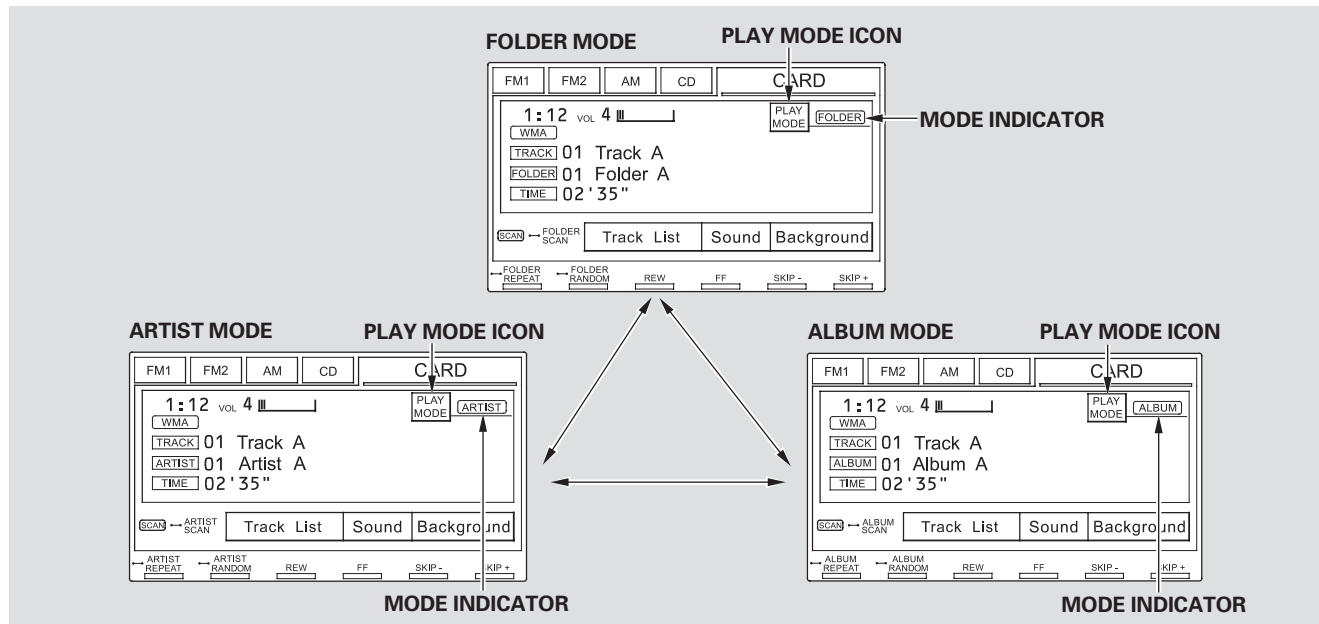 FOLDER MODE
PLAY MODE ICON
FM1 FM2 AM CD CARD
1:12 VOL 4
PLAY MODE
FOLDER
MODE INDICATOR
WMA
TRACK 01 Track A
FOLDER 01 Folder A
TIME 02'35"
SCAN FOLDER SCAN Track List Sound Background
FOLDER REPEAT FOLDER RANDOM REW FF SKIP - SKIP +
ARTIST MODE
PLAY MODE ICON
FM1 FM2 AM CD CARD
1:12 VOL 4
PLAY MODE
ARTIST
WMA
TRACK 01 Track A
ARTIST 01 Artist A
TIME 02'35"
SCAN ARTIST SCAN Track List Sound Background
ARTIST REPEAT ARTIST RANDOM REW FF SKIP - SKIP +
MODE INDICATOR
ALBUM MODE
PLAY MODE ICON
FM1 FM2 AM CD CARD
1:12 VOL 4
PLAY MODE
ALBUM
WMA
TRACK 01 Track A
ALBUM 01 Album A
TIME 02'35"
SCAN ALBUM SCAN Track List Sound Background
ALBUM REPEAT ALBUM RANDOM REW FF SKIP - SKIP +
MODE INDICATOR